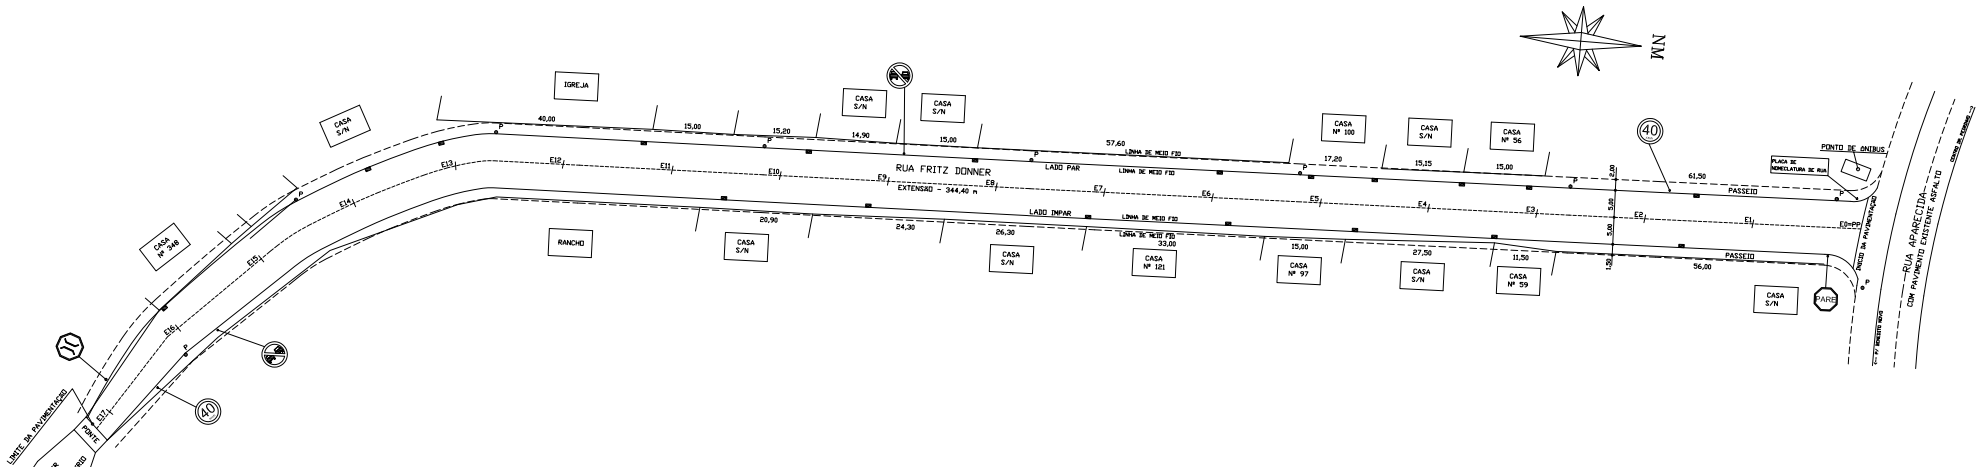 NM
IGREJA
CASA
S/N
CASA
S/N
CASA
S/N
CASA
Nº 100
CASA
S/N
CASA
Nº 56
40
PONTO DE ÔNIBUS
PLACA DE
NOMECLATURA DE RUA
40,00
15,00
15,20
14,90
15,00
57,60
17,20
15,15
15,00
61,50
2,00
5,00
5,00
1,50
P
P
P
P
P
P
P
P
P
LINHA DE MEIO FIO
LADO PAR
LINHA DE MEIO FIO
PASSEIO
RUA FRITZ DONNER
EXTENSÃO - 344,40 m
E0=PP
E1
E2
E3
E4
E5
E6
E7
E8
E9
E10
E11
E12
E13
E14
E15
E16
E17
LADO IMPAR
LINHA DE MEIO FIO
LINHA DE MEIO FIO
PASSEIO
20,90
24,30
26,30
33,00
15,00
27,50
11,50
56,00
CASA
Nº 348
RANCHO
CASA
S/N
CASA
S/N
CASA
Nº 121
CASA
Nº 97
CASA
S/N
CASA
Nº 59
CASA
S/N
PARE
INICIO DA PAVIMENTAÇÃO
RUA APARECIDA
COM PAVIMENTO EXISTENTE ASFALTO
40
LIMITE DA PAVIMENTAÇÃO
PONTE